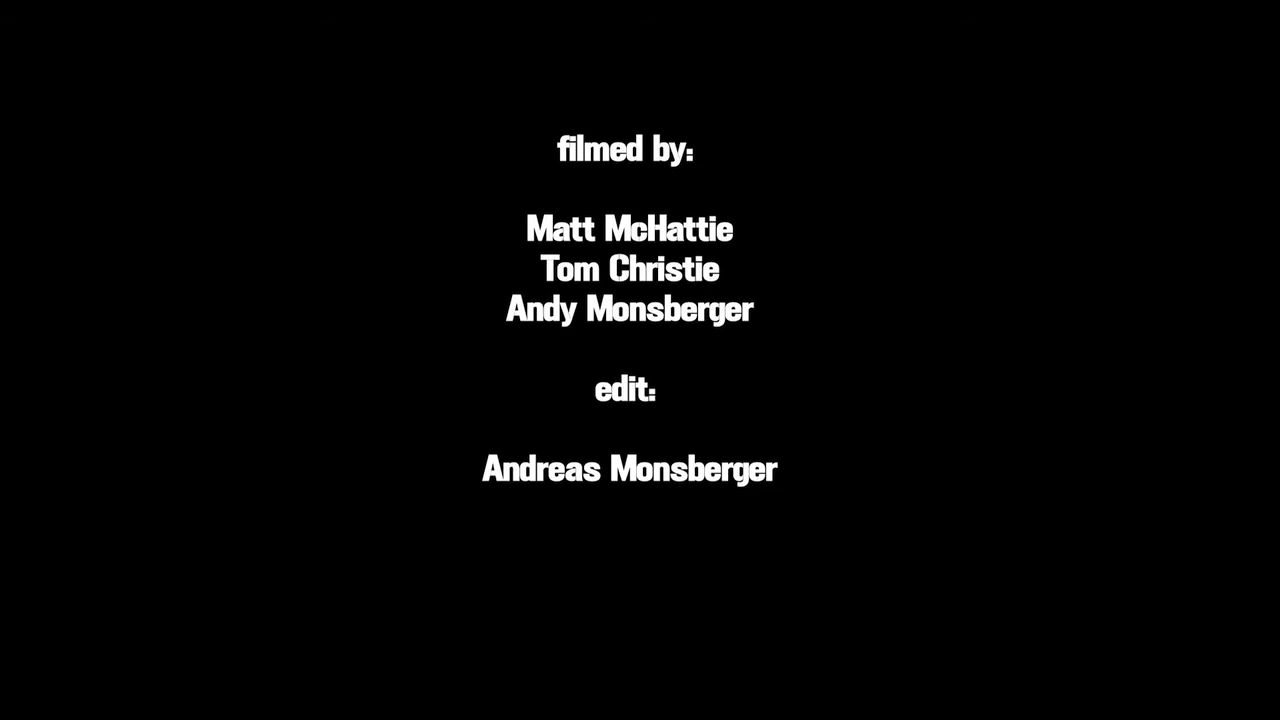 filmed by:
Matt McHattie
Tom Christie
Andy Monsberger
edit:
Andreas Monsberger